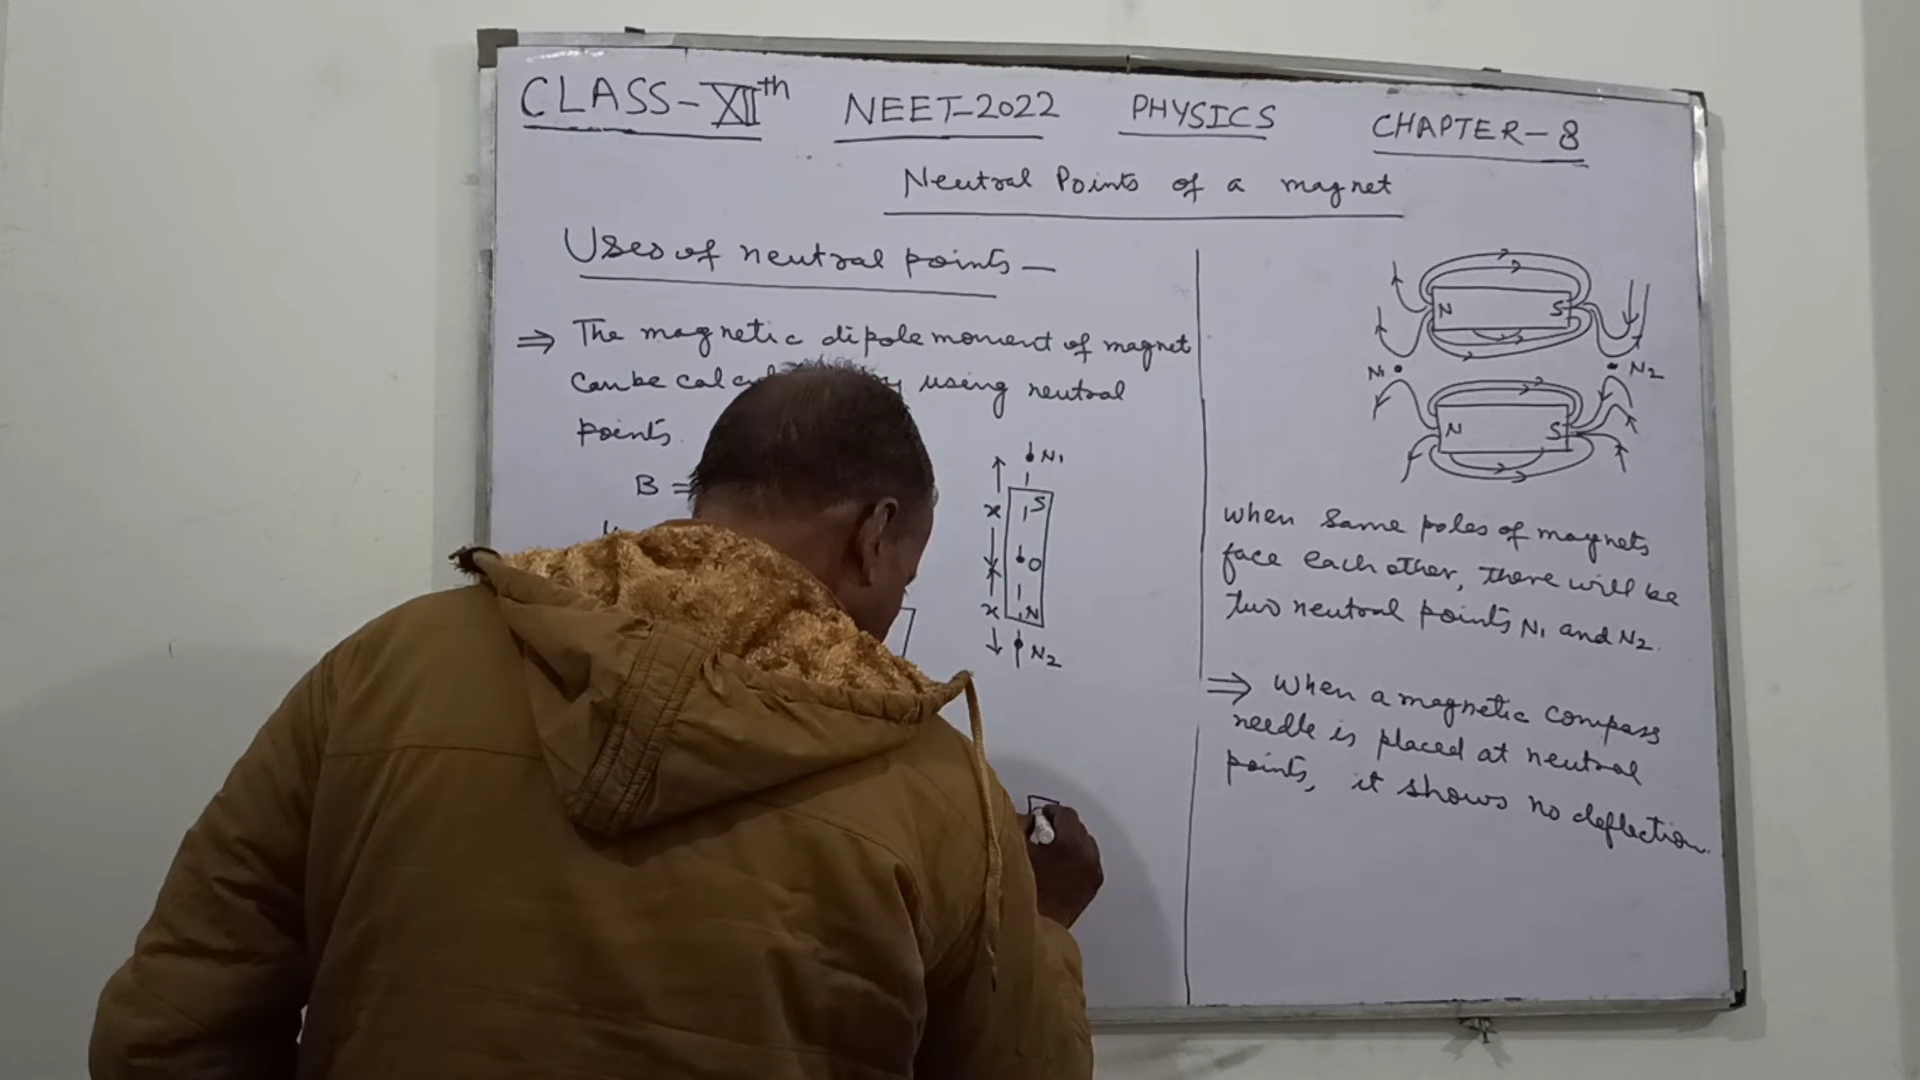 CLASS-XIIth NEET-2022 PHYSICS CHAPTER-8
Neutral Points of a magnet
Uses of neutral points —
⇒ The magnetic dipole moment of magnet
can be using neutral
points.
B =
N1
S
x
O
x
N
N2
N S
N1 N2
N S
when same poles of magnets
face each other, there will be
two neutral points N1 and N2.
⇒ When a magnetic compass
needle is placed at neutral
points, it shows no deflection.